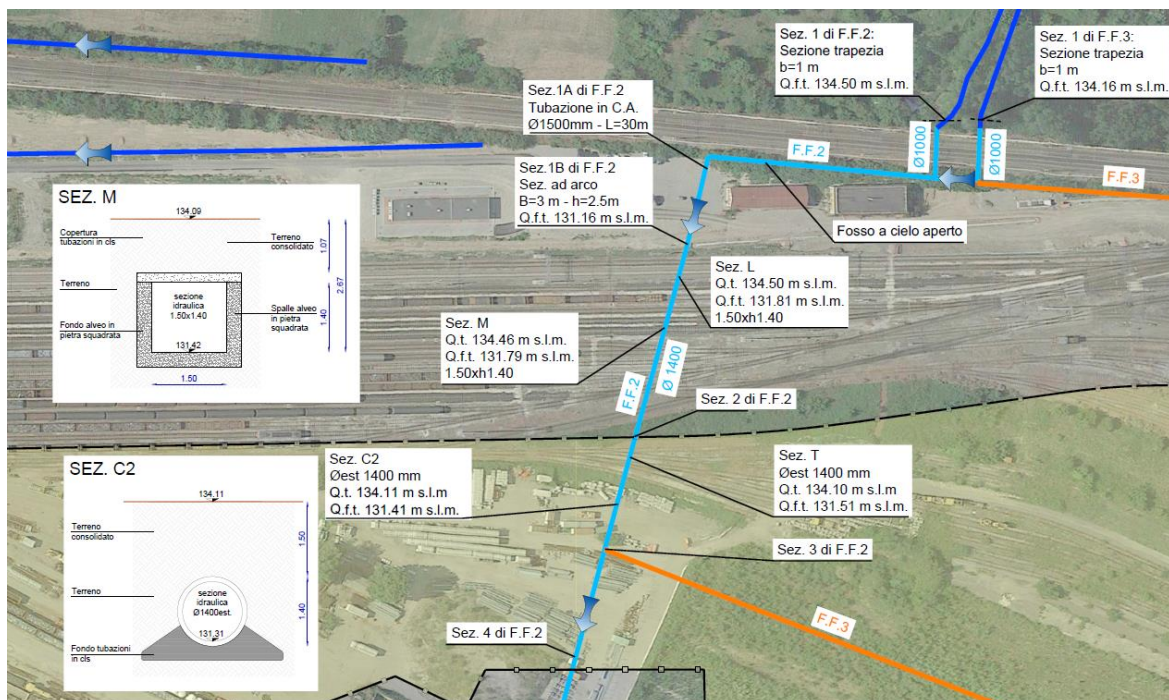 Sez. 1 di F.F.2:
Sezione trapezia
b=1 m
Q.f.t. 134.50 m s.l.m.
Sez. 1 di F.F.3:
Sezione trapezia
b=1 m
Q.f.t. 134.16 m s.l.m.
Sez.1A di F.F.2
Tubazione in C.A.
Ø1500mm - L=30m
Ø1000
Ø1000
F.F.2
F.F.3
Sez.1B di F.F.2
Sez. ad arco
B=3 m - h=2.5m
Q.f.t. 131.16 m s.l.m.
Fosso a cielo aperto
SEZ. M
134.09
Copertura
tubazioni in cls
Terreno
consolidato
1.07
2.67
Terreno
sezione
idraulica
1.50x1.40
1.40
Spalle alveo
in pietra
squadrata
Fondo alveo in
pietra squadrata
131.42
1.50
Sez. L
Q.t. 134.50 m s.l.m.
Q.f.t. 131.81 m s.l.m.
1.50xh1.40
Sez. M
Q.t. 134.46 m s.l.m.
Q.f.t. 131.79 m s.l.m.
1.50xh1.40
F.F.2
Ø 1400
Sez. 2 di F.F.2
SEZ. C2
134.11
Terreno
consolidato
1.50
Terreno
sezione
idraulica
Ø1400est.
1.40
131.31
Fondo tubazioni
in cls
Sez. C2
Øest 1400 mm
Q.t. 134.11 m s.l.m
Q.f.t. 131.41 m s.l.m.
Sez. T
Øest 1400 mm
Q.t. 134.10 m s.l.m
Q.f.t. 131.51 m s.l.m.
Sez. 3 di F.F.2
F.F.3
Sez. 4 di F.F.2